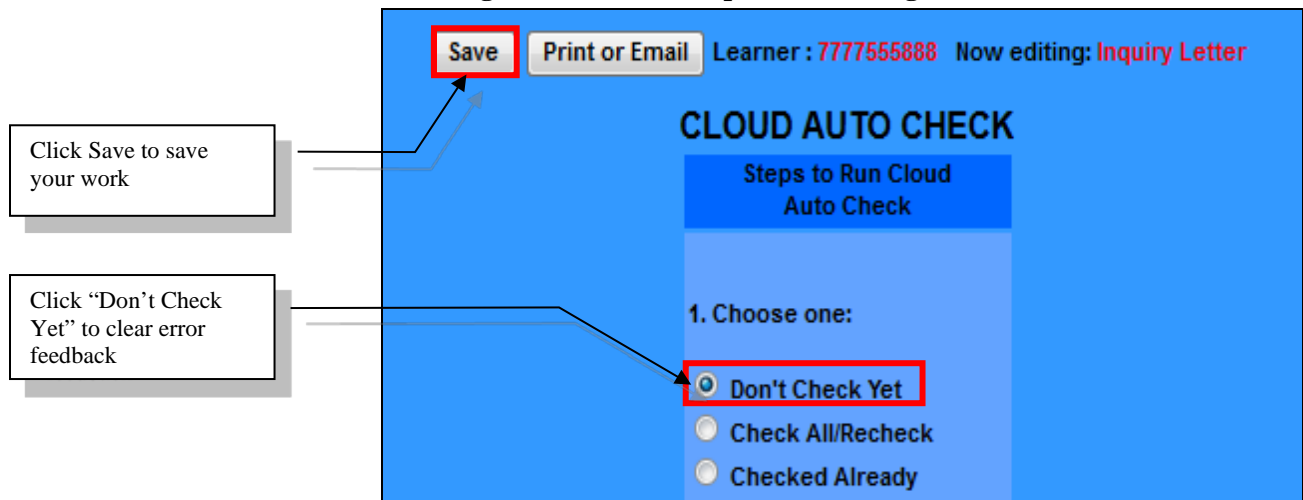 Save Print or Email Learner : 7777555888 Now editing: Inquiry Letter
CLOUD AUTO CHECK
Click Save to save
your work
Steps to Run Cloud
Auto Check
Click “Don’t Check
Yet” to clear error
feedback
1. Choose one:
Don't Check Yet
Check All/Recheck
Checked Already